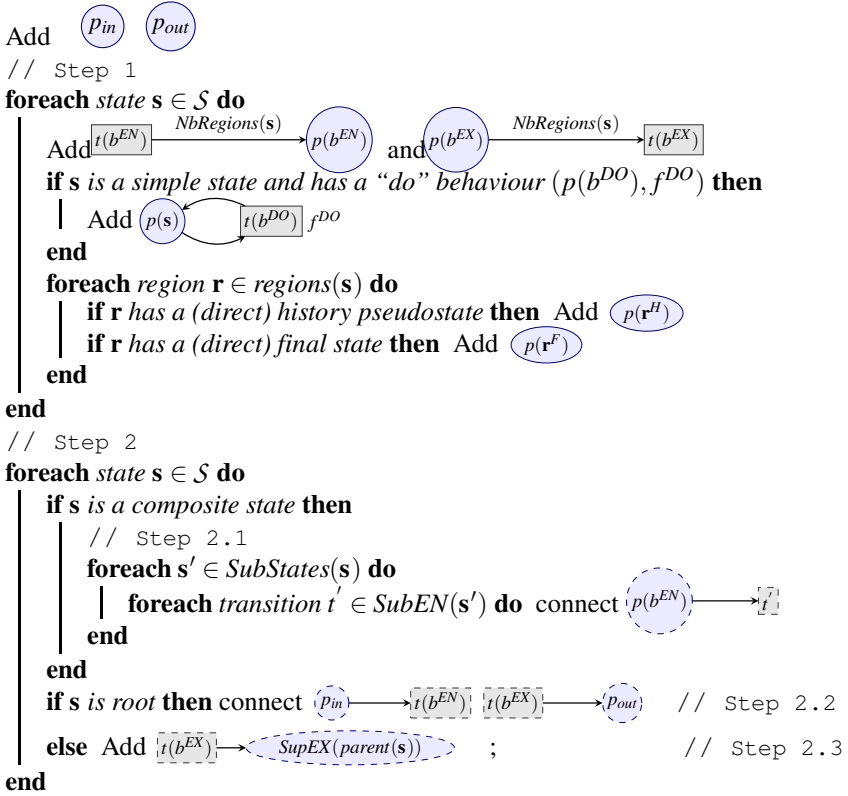 Add p_in p_out
// Step 1
foreach state s ∈ S do
Add t(b^EN) NbRegions(s) p(b^EN) and p(b^EX) NbRegions(s) t(b^EX)
if s is a simple state and has a “do” behaviour (p(b^DO), f^DO) then
Add p(s) t(b^DO) f^DO
end
foreach region r ∈ regions(s) do
if r has a (direct) history pseudostate then Add p(r^H)
if r has a (direct) final state then Add p(r^F)
end
end
// Step 2
foreach state s ∈ S do
if s is a composite state then
// Step 2.1
foreach s′ ∈ SubStates(s) do
foreach transition t′ ∈ SubEN(s′) do connect p(b^EN) t′
end
end
if s is root then connect p_in t(b^EN) t(b^EX) p_out // Step 2.2
else Add t(b^EX) SupEX(parent(s)) ; // Step 2.3
end